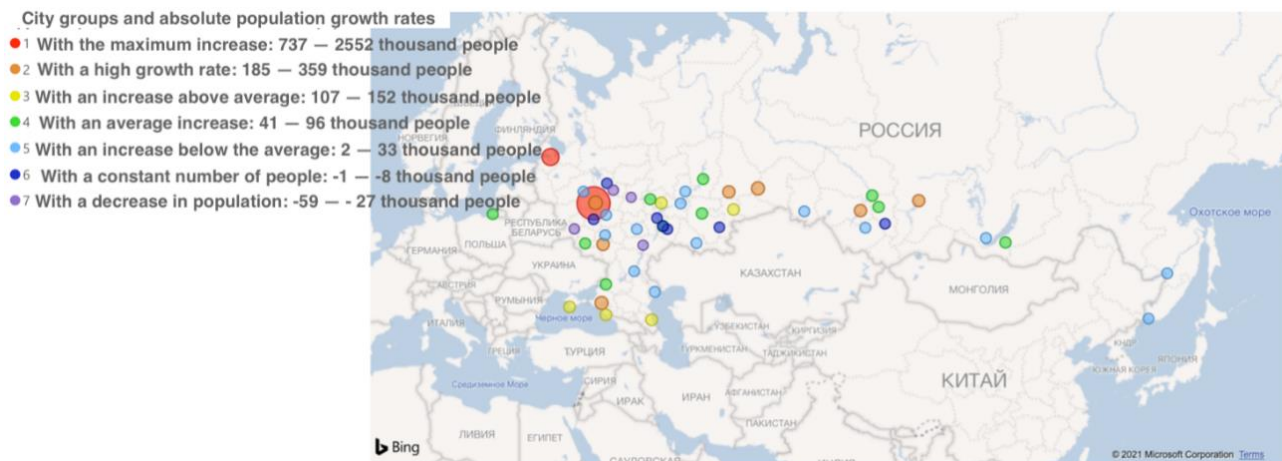 City groups and absolute population growth rates
1 With the maximum increase: 737 — 2552 thousand people
2 With a high growth rate: 185 — 359 thousand people
3 With an increase above average: 107 — 152 thousand people
4 With an average increase: 41 — 96 thousand people
5 With an increase below the average: 2 — 33 thousand people
6 With a constant number of people: -1 — -8 thousand people
7 With a decrease in population: -59 — - 27 thousand people
ФИНЛЯНДИЯ
НОРВЕГИЯ
РОССИЯ
Охотское море
РЕСПУБЛИКА
БЕЛАРУСЬ
ГЕРМАНИЯ
ПОЛЬША
УКРАИНА
КАЗАХСТАН
МОНГОЛИЯ
АВСТРИЯ
РУМЫНИЯ
Черное море
ИТАЛИЯ
УЗБЕКИСТАН
КИРГИЗИЯ
КНДР
ГРЕЦИЯ
ТУРЦИЯ
ТУРКМЕНИСТАН
ТАДЖИКИСТАН
ЯПОНИЯ
ЮЖНАЯ КОРЕЯ
Средиземное Море
СИРИЯ
КИТАЙ
ИРАК
ИРАН
АФГАНИСТАН
ПАКИСТАН
ЛИВИЯ
ЕГИПЕТ
Bing
© 2021 Microsoft Corporation Terms